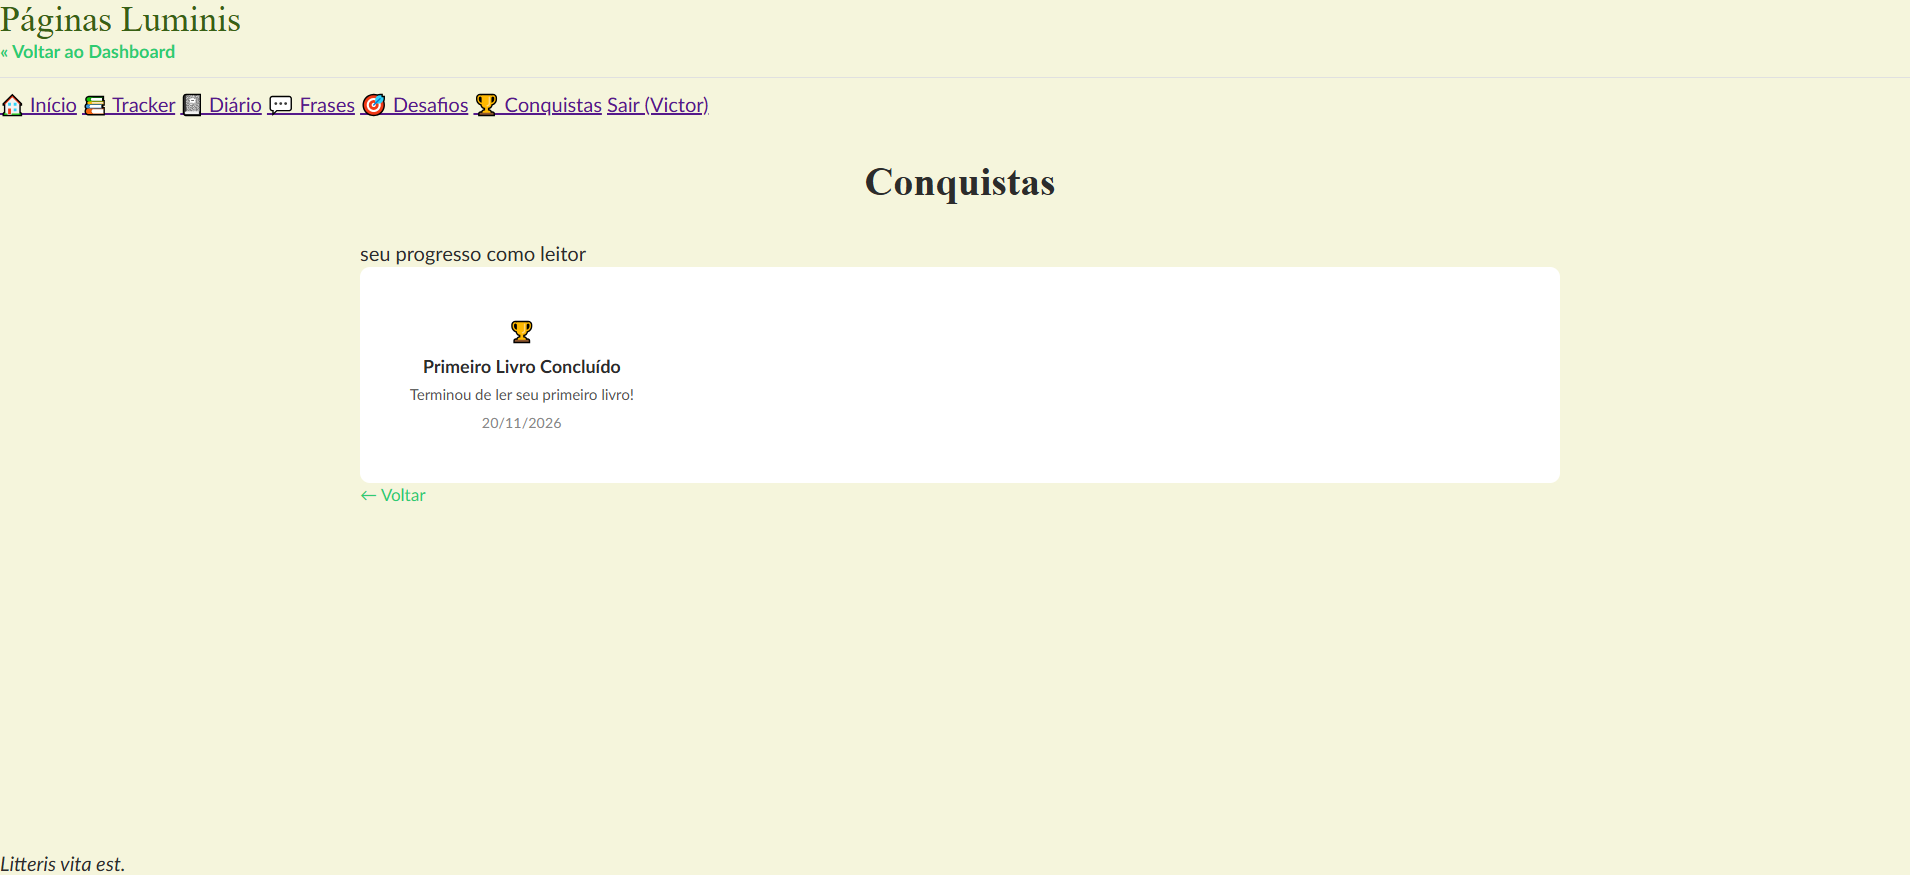 Páginas Luminis
« Voltar ao Dashboard
Início Tracker Diário Frases Desafios Conquistas Sair (Victor)
Conquistas
seu progresso como leitor
Primeiro Livro Concluído
Terminou de ler seu primeiro livro!
20/11/2026
← Voltar
Litteris vita est.